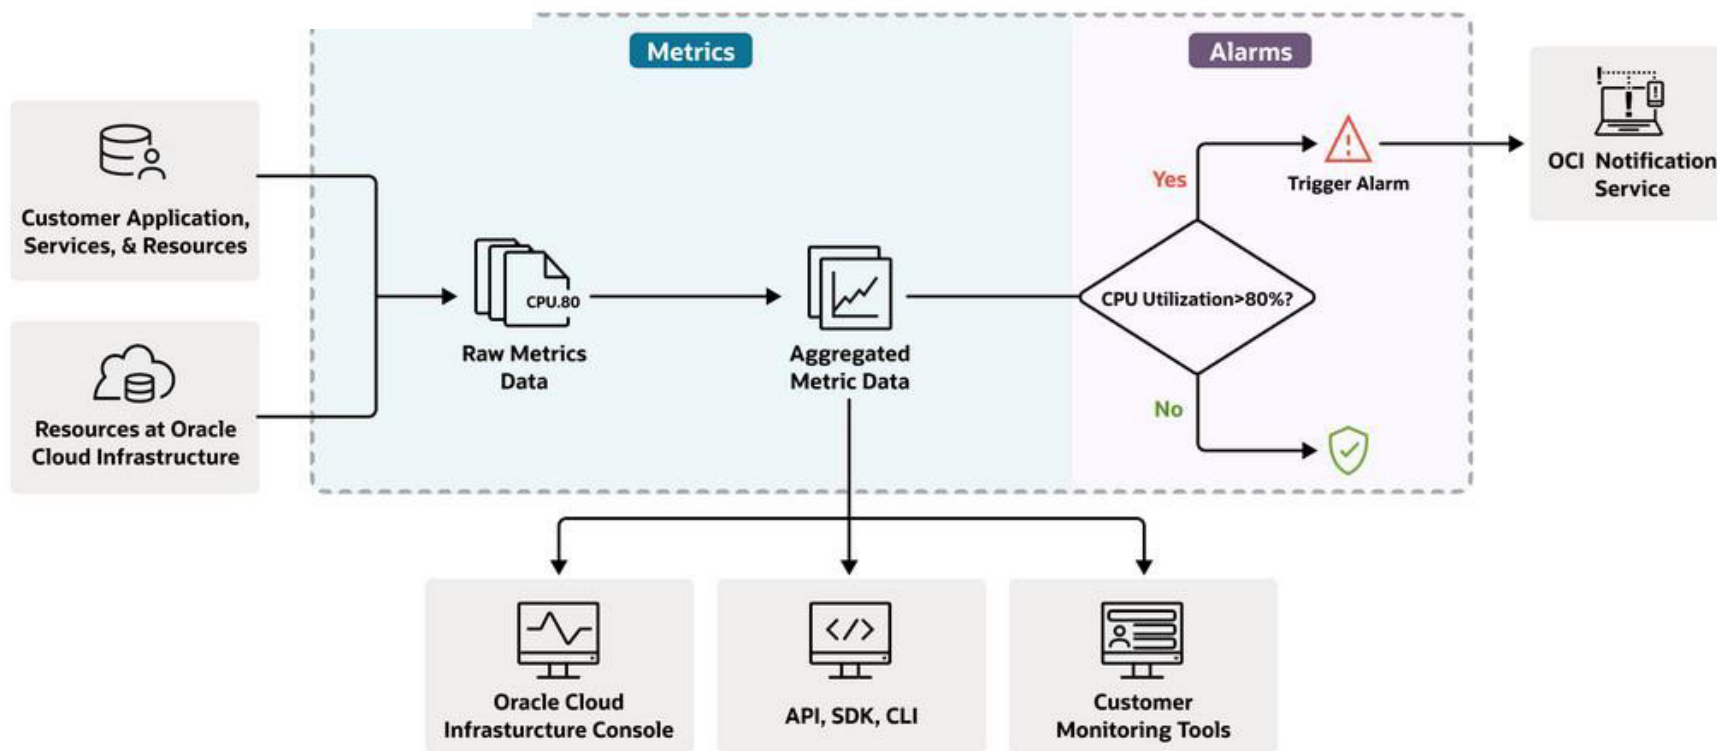 Metrics
Alarms
Customer Application,
Services, & Resources
Resources at Oracle
Cloud Infrastructure
CPU.80
Raw Metrics
Data
Aggregated
Metric Data
CPU Utilization>80%?
Yes
No
Trigger Alarm
OCI Notification
Service
Oracle Cloud
Infrasturcture Console
API, SDK, CLI
Customer
Monitoring Tools